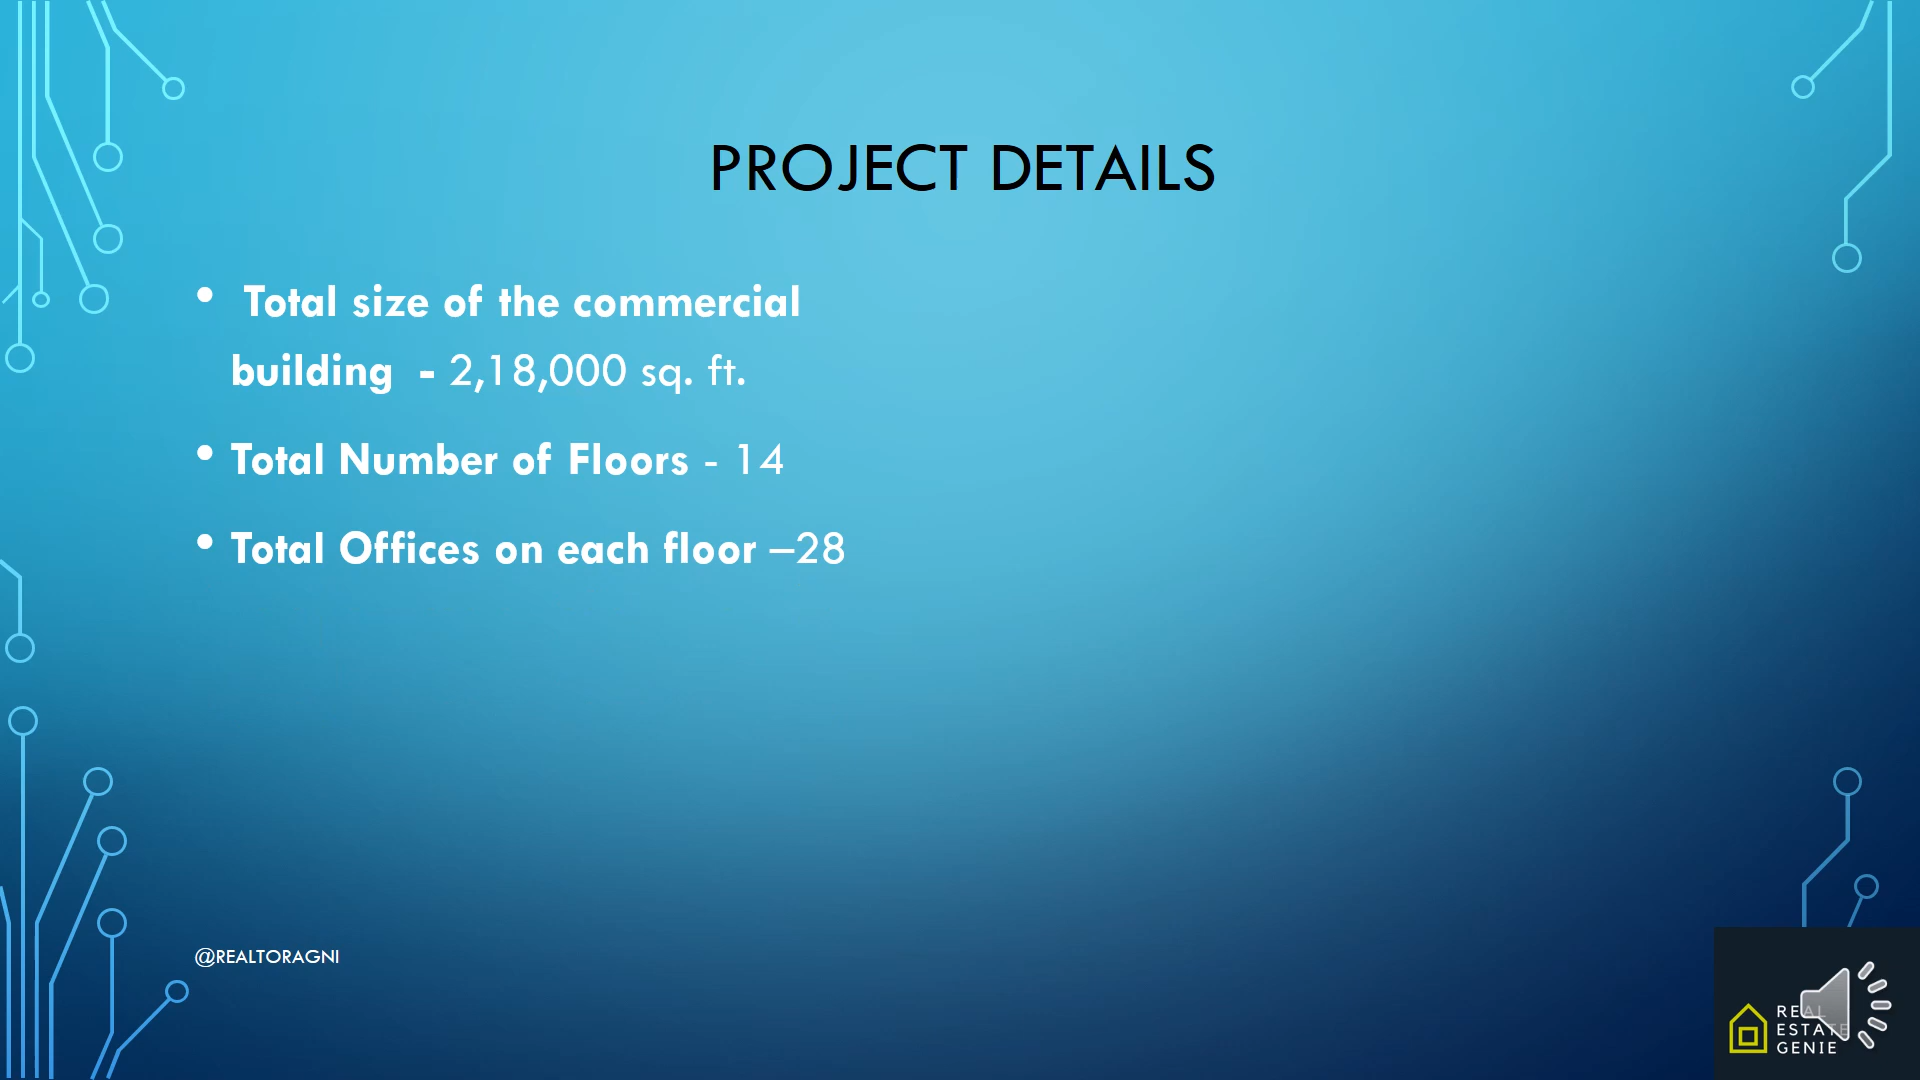 PROJECT DETAILS
• Total size of the commercial
building - 2,18,000 sq. ft.
• Total Number of Floors - 14
• Total Offices on each floor –28
@REALTORAGNI
REAL
ESTATE
GENIE